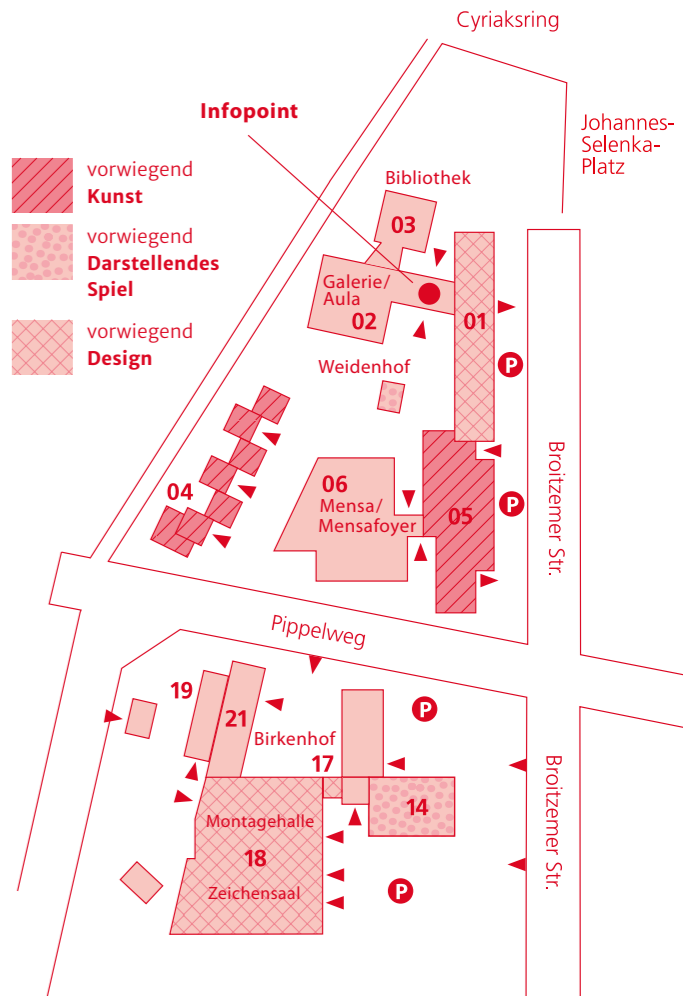 Cyriaksring
Infopoint
Johannes-
Selenka-
Platz
vorwiegend
Kunst
vorwiegend
Darstellendes
Spiel
vorwiegend
Design
Bibliothek
03
Galerie/
Aula
02
01
Weidenhof
P
04
06
Mensa/
Mensafoyer
05
P
Broitzemer Str.
Pippelweg
19
21
Birkenhof
17
P
14
Montagehalle
18
Zeichensaal
P
Broitzemer Str.